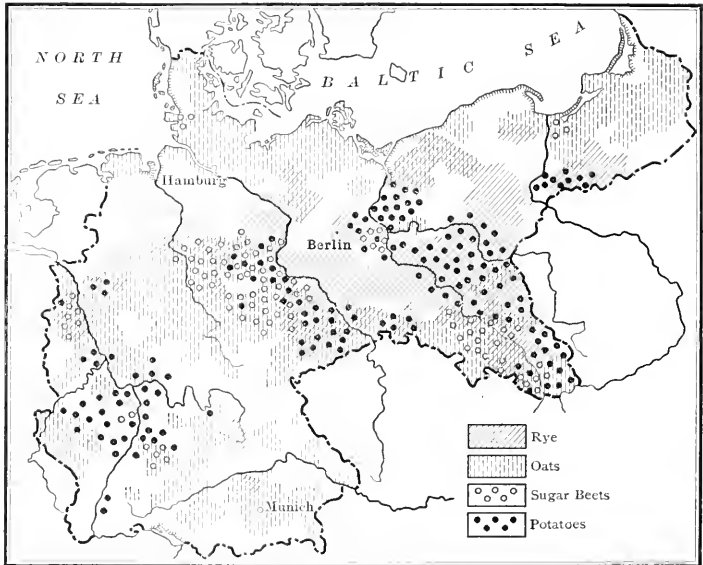 NORTH
SEA
BALTIC SEA
Hamburg
Berlin
Munich
Rye
Oats
Sugar Beets
Potatoes